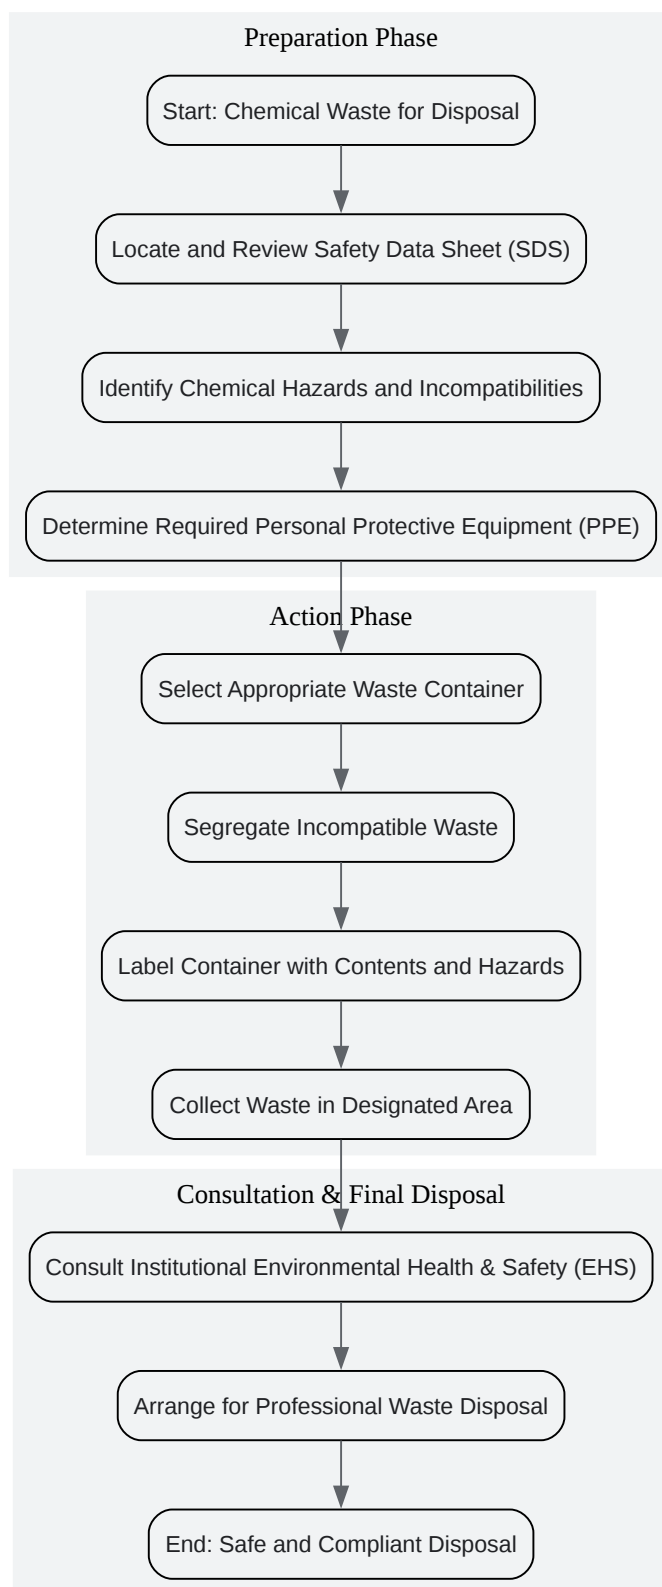 Preparation Phase
Start: Chemical Waste for Disposal
Locate and Review Safety Data Sheet (SDS)
Identify Chemical Hazards and Incompatibilities
Determine Required Personal Protective Equipment (PPE)
Action Phase
Select Appropriate Waste Container
Segregate Incompatible Waste
Label Container with Contents and Hazards
Collect Waste in Designated Area
Consultation & Final Disposal
Consult Institutional Environmental Health & Safety (EHS)
Arrange for Professional Waste Disposal
End: Safe and Compliant Disposal